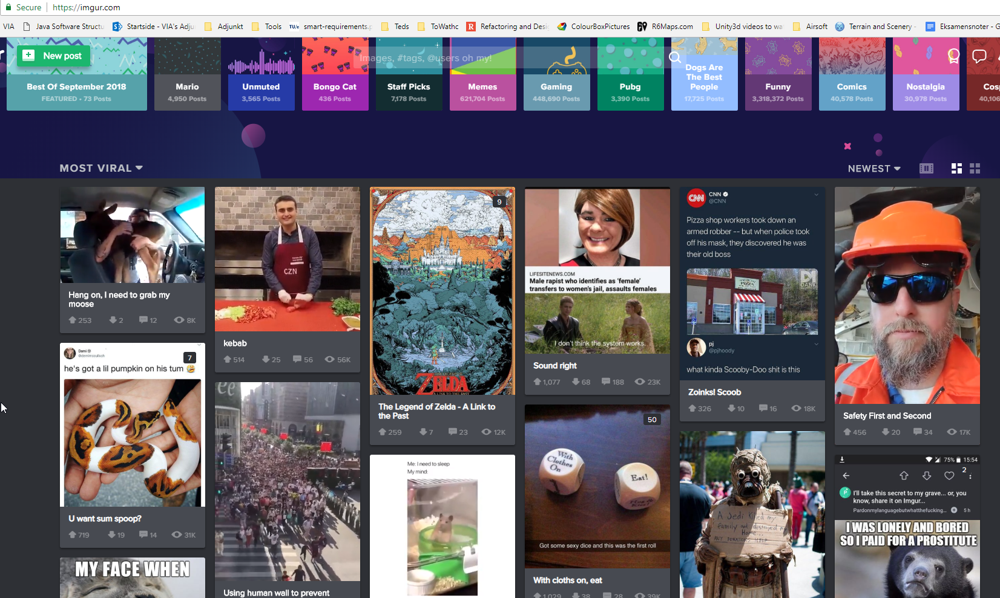 Secure
https://imgur.com
VIA
Java Software Structu
Startside - VIA's Adju
Adjunkt
Tools
TU/e
smart-requirements.p
Teds
ToWathc
R
Refactoring and Desig
ColourBoxPictures
R6Maps.com
Unity3d videos to wa
Airsoft
Terrain and Scenery -
Eksamensnoter - G
New post
Images, #tags, @users oh my!
Best Of September 2018
FEATURED • 73 Posts
Mario
4,950 Posts
Unmuted
3,565 Posts
Bongo Cat
436 Posts
Staff Picks
7,178 Posts
Memes
621,704 Posts
Gaming
448,690 Posts
Pubg
3,390 Posts
Dogs Are
The Best
People
17,725 Posts
Funny
3,318,372 Posts
Comics
40,578 Posts
Nostalgia
30,978 Posts
Cosp
40,106
MOST VIRAL
NEWEST
Hang on, I need to grab my
moose
253 2 12 8K
Demi
@demimccullloch
7
he's got a lil pumpkin on his tum
U want sum spoop?
719 19 14 31K
MY FACE WHEN
CZN
kebab
514 25 56 56K
Using human wall to prevent
9
ZELDA
A LINK TO THE PAST
The Legend of Zelda - A Link to
the Past
259 7 23 12K
Me: I need to sleep
My mind:
LIFESITENEWS.COM
Male rapist who identifies as 'female'
transfers to women's jail, assaults females
I don't think the system works.
Sound right
1,077 68 188 23K
50
With
Clothes
On
Eat!
Got some sexy dice and this was the first roll
With cloths on, eat
1,029 38 28 39K
CNN
CNN
@CNN
Pizza shop workers took down an
armed robber -- but when police took
off his mask, they discovered he was
their old boss
PIZZA
DANK
pj
@pjhoody
what kinda Scooby-Doo shit is this
Zoinks! Scoob
326 10 16 18K
A Jedi Killed my
family and destroyed my
Home...
ANY DONATIONS HELP
Safety First and Second
456 20 34 17K
75% 15:54
2
P
I'll take this secret to my grave... or, you
know, share it on Imgur...
Pardonmylanguagebutwhatthefucking... 5 h
I WAS LONELY AND BORED
SO I PAID FOR A PROSTITUTE